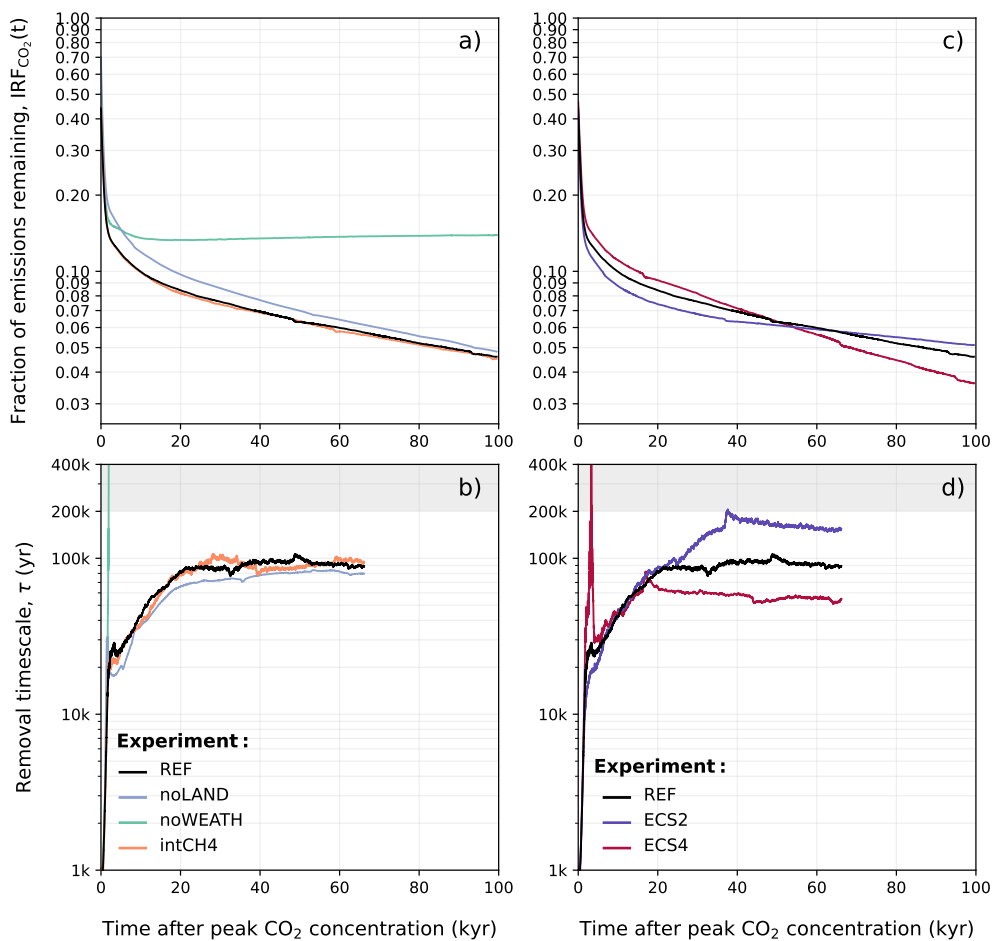 Fraction of emissions remaining, IRF_CO₂(t)
1.00
0.90
0.80
0.70
0.60
0.50
0.40
0.30
0.20
0.10
0.09
0.08
0.07
0.06
0.05
0.04
0.03
a)
0 20 40 60 80 100
1.00
0.90
0.80
0.70
0.60
0.50
0.40
0.30
0.20
0.10
0.09
0.08
0.07
0.06
0.05
0.04
0.03
c)
0 20 40 60 80 100
Removal timescale, τ (yr)
400k
200k
100k
10k
1k
b)
Experiment:
REF
noLAND
noWEATH
intCH4
0 20 40 60 80 100
Time after peak CO₂ concentration (kyr)
400k
200k
100k
10k
1k
d)
Experiment:
REF
ECS2
ECS4
0 20 40 60 80 100
Time after peak CO₂ concentration (kyr)